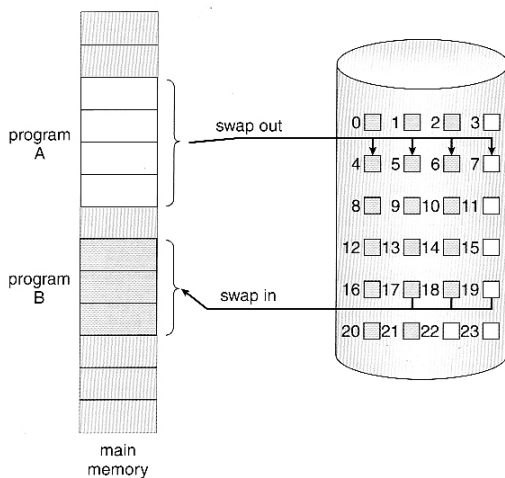 program
A
swap out
0 1 2 3
4 5 6 7
8 9 10 11
12 13 14 15
program
B
swap in
16 17 18 19
20 21 22 23
main
memory